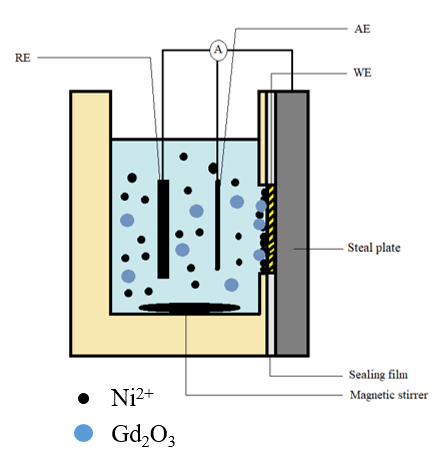 A
AE
RE
WE
Steal plate
Sealing film
Magnetic stirrer
Ni²⁺
Gd₂O₃